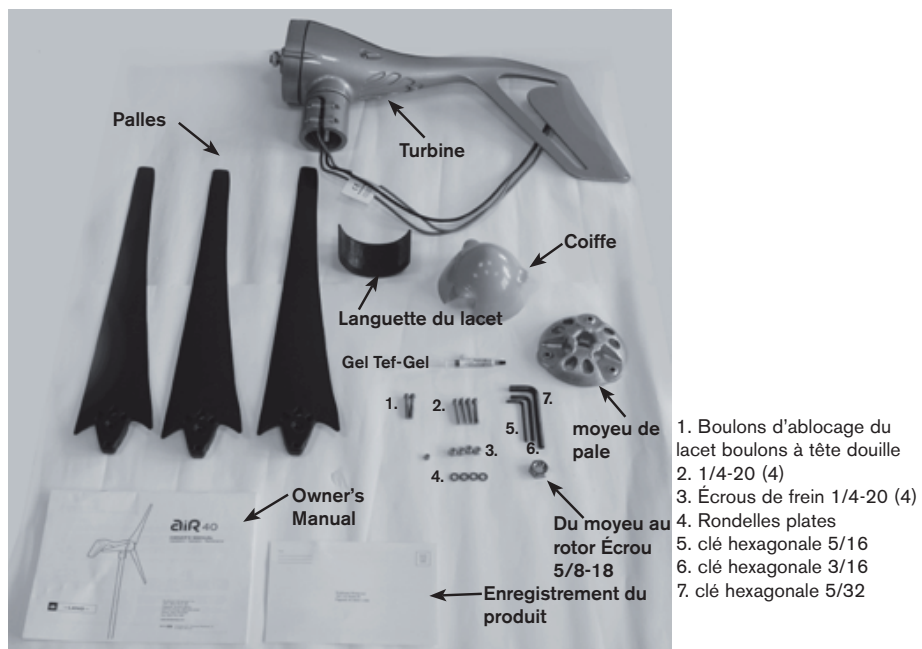 Palles
Turbine
Coiffe
Languette du lacet
Gel Tef-Gel
1.
2.
7.
5.
3.
6.
4.
moyeu de
pale
Owner's
Manual
Du moyeu au
rotor Écrou
5/8-18
Enregistrement du
produit
AIR 40
OWNER'S MANUAL
1. Boulons d'ablocage du
lacet boulons à tête douille
2. 1/4-20 (4)
3. Écrous de frein 1/4-20 (4)
4. Rondelles plates
5. clé hexagonale 5/16
6. clé hexagonale 3/16
7. clé hexagonale 5/32